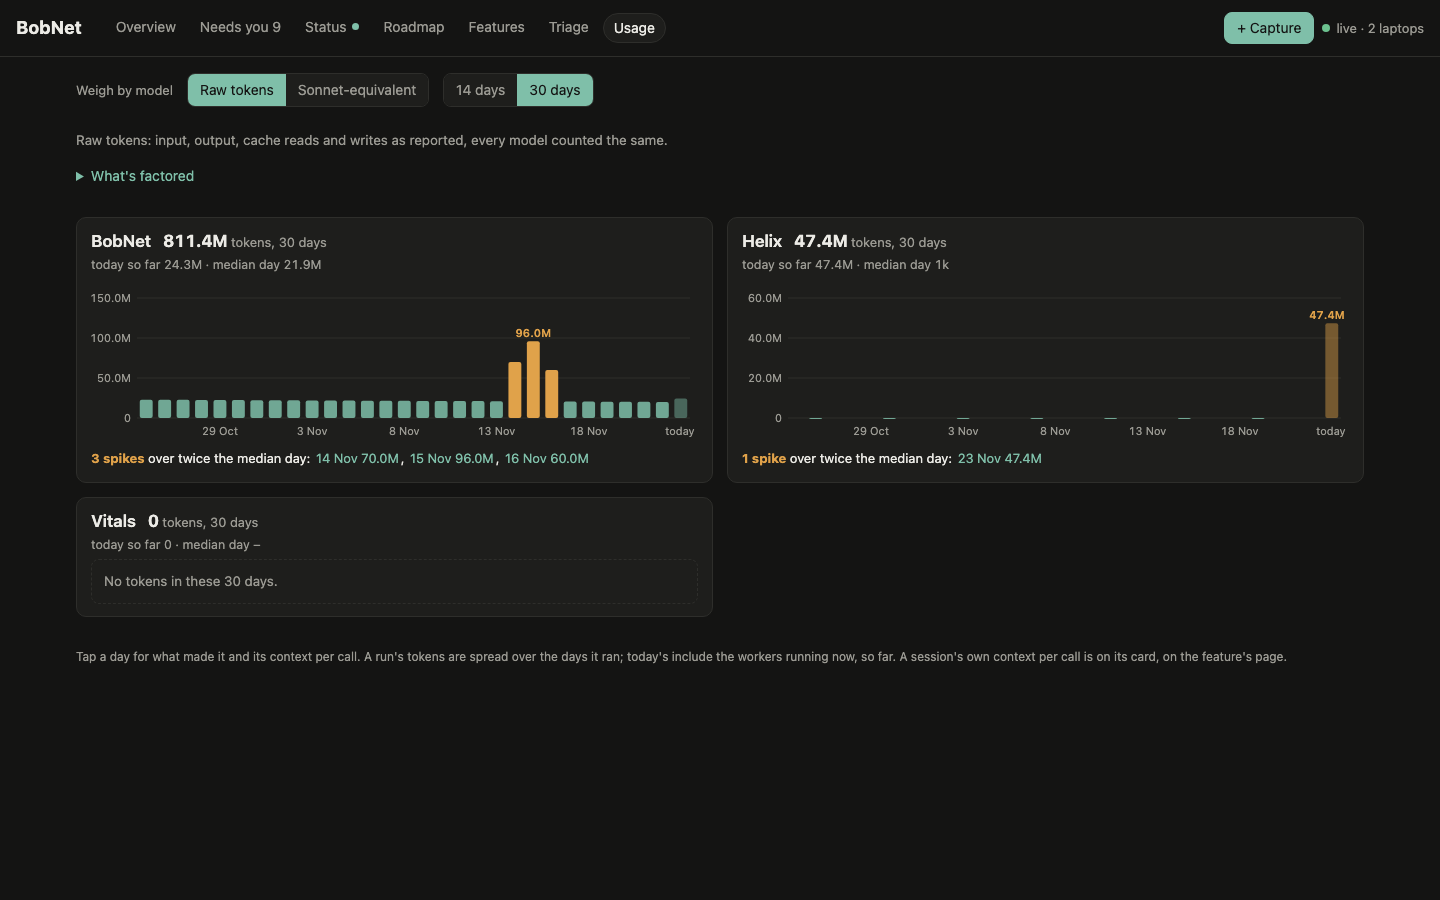 BobNet Overview Needs you 9 Status Roadmap Features Triage Usage + Capture live · 2 laptops
Weigh by model Raw tokens Sonnet-equivalent 14 days 30 days
Raw tokens: input, output, cache reads and writes as reported, every model counted the same.
What's factored
BobNet 811.4M tokens, 30 days
today so far 24.3M · median day 21.9M
150.0M
96.0M
100.0M
50.0M
0
29 Oct 3 Nov 8 Nov 13 Nov 18 Nov today
3 spikes over twice the median day: 14 Nov 70.0M, 15 Nov 96.0M, 16 Nov 60.0M
Helix 47.4M tokens, 30 days
today so far 47.4M · median day 1k
60.0M
47.4M
40.0M
20.0M
0
29 Oct 3 Nov 8 Nov 13 Nov 18 Nov today
1 spike over twice the median day: 23 Nov 47.4M
Vitals 0 tokens, 30 days
today so far 0 · median day –
No tokens in these 30 days.
Tap a day for what made it and its context per call. A run's tokens are spread over the days it ran; today's include the workers running now, so far. A session's own context per call is on its card, on the feature's page.